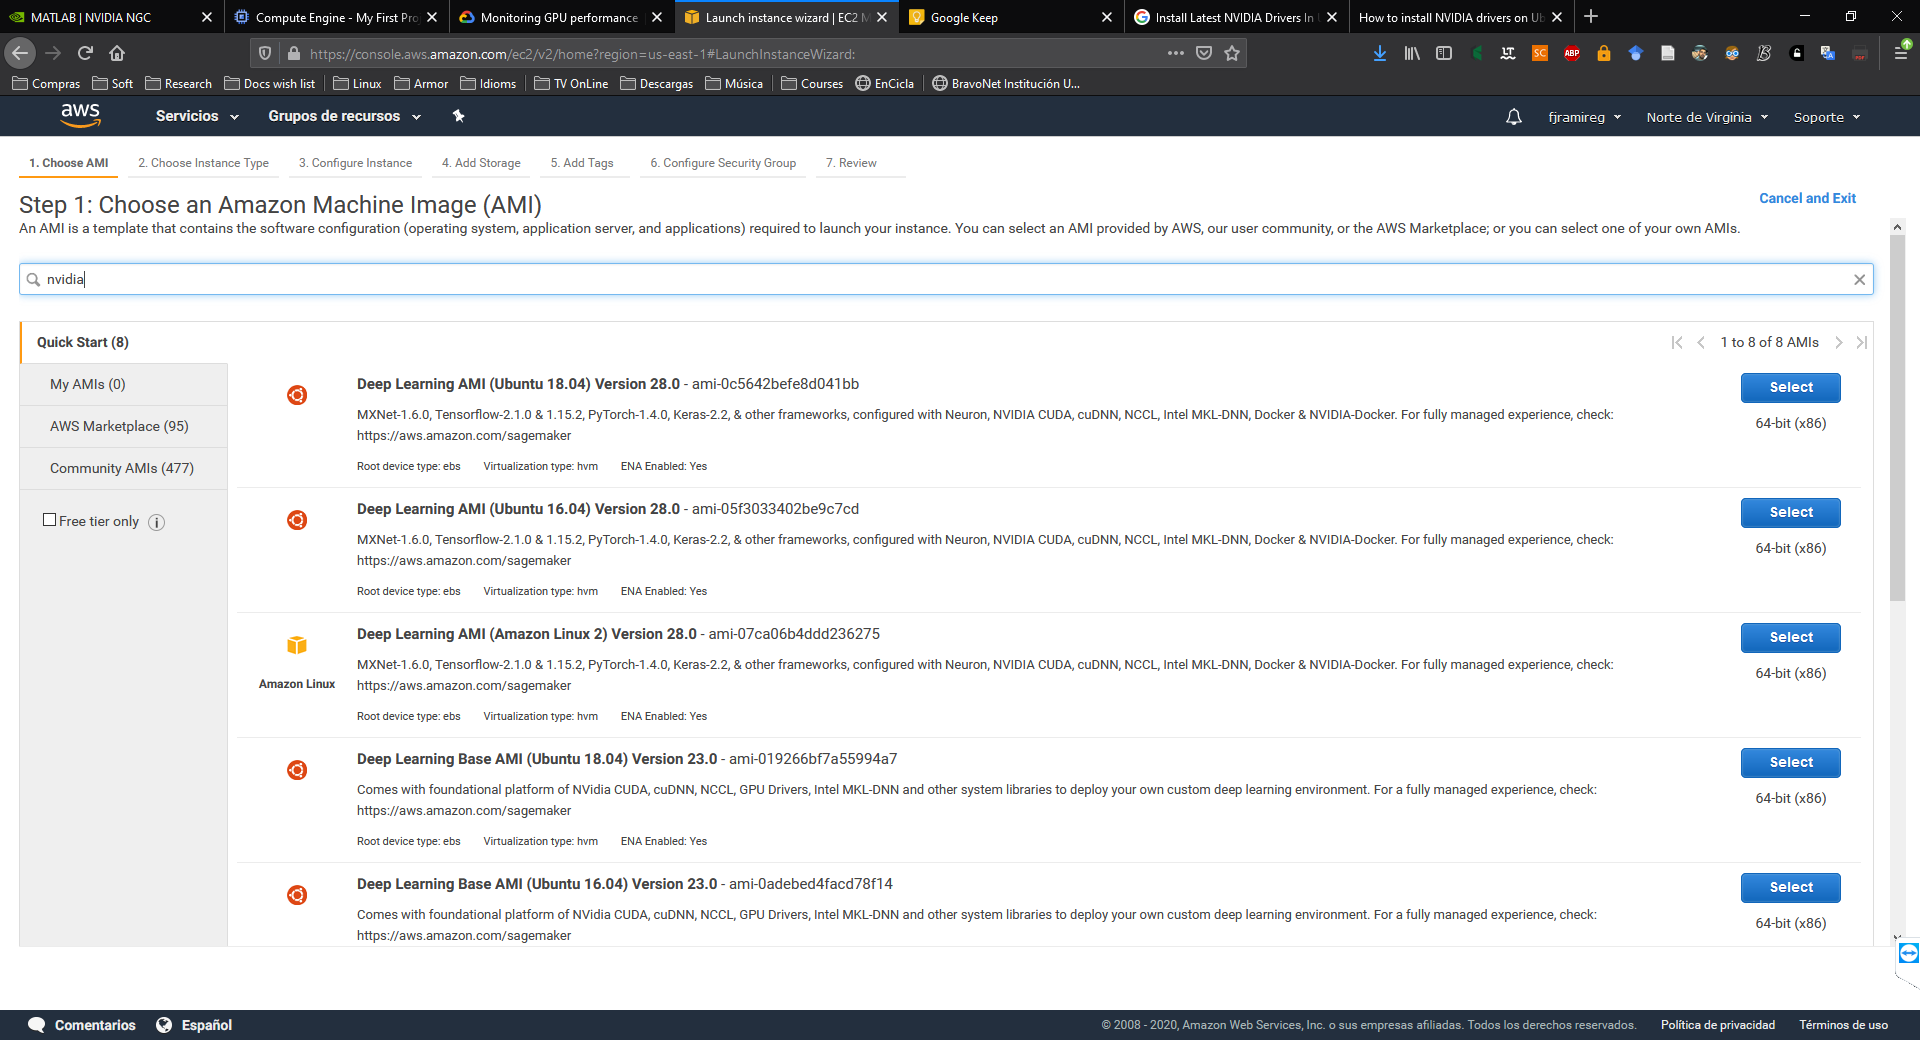 MATLAB | NVIDIA NGC
Compute Engine - My First Pro
Monitoring GPU performance
Launch instance wizard | EC2 M
Google Keep
Install Latest NVIDIA Drivers In
How to install NVIDIA drivers on Ub
https://console.aws.amazon.com/ec2/v2/home?region=us-east-1#LaunchInstanceWizard:
Compras Soft Research Docs wish list Linux Armor Idioms TV OnLine Descargas Música Courses EnCicla BravoNet Institución U...
aws Servicios Grupos de recursos fjramireg Norte de Virginia Soporte
1. Choose AMI 2. Choose Instance Type 3. Configure Instance 4. Add Storage 5. Add Tags 6. Configure Security Group 7. Review
Step 1: Choose an Amazon Machine Image (AMI)
Cancel and Exit
An AMI is a template that contains the software configuration (operating system, application server, and applications) required to launch your instance. You can select an AMI provided by AWS, our user community, or the AWS Marketplace; or you can select one of your own AMIs.
nvidia
Quick Start (8)
1 to 8 of 8 AMIs
My AMIs (0)
AWS Marketplace (95)
Community AMIs (477)
Free tier only
Deep Learning AMI (Ubuntu 18.04) Version 28.0 - ami-0c5642befe8d041bb
MXNet-1.6.0, Tensorflow-2.1.0 & 1.15.2, PyTorch-1.4.0, Keras-2.2, & other frameworks, configured with Neuron, NVIDIA CUDA, cuDNN, NCCL, Intel MKL-DNN, Docker & NVIDIA-Docker. For fully managed experience, check:
https://aws.amazon.com/sagemaker
Root device type: ebs Virtualization type: hvm ENA Enabled: Yes
Select
64-bit (x86)
Deep Learning AMI (Ubuntu 16.04) Version 28.0 - ami-05f3033402be9c7cd
MXNet-1.6.0, Tensorflow-2.1.0 & 1.15.2, PyTorch-1.4.0, Keras-2.2, & other frameworks, configured with Neuron, NVIDIA CUDA, cuDNN, NCCL, Intel MKL-DNN, Docker & NVIDIA-Docker. For fully managed experience, check:
https://aws.amazon.com/sagemaker
Root device type: ebs Virtualization type: hvm ENA Enabled: Yes
Select
64-bit (x86)
Amazon Linux
Deep Learning AMI (Amazon Linux 2) Version 28.0 - ami-07ca06b4ddd236275
MXNet-1.6.0, Tensorflow-2.1.0 & 1.15.2, PyTorch-1.4.0, Keras-2.2, & other frameworks, configured with Neuron, NVIDIA CUDA, cuDNN, NCCL, Intel MKL-DNN, Docker & NVIDIA-Docker. For fully managed experience, check:
https://aws.amazon.com/sagemaker
Root device type: ebs Virtualization type: hvm ENA Enabled: Yes
Select
64-bit (x86)
Deep Learning Base AMI (Ubuntu 18.04) Version 23.0 - ami-019266bf7a55994a7
Comes with foundational platform of NVidia CUDA, cuDNN, NCCL, GPU Drivers, Intel MKL-DNN and other system libraries to deploy your own custom deep learning environment. For a fully managed experience, check:
https://aws.amazon.com/sagemaker
Root device type: ebs Virtualization type: hvm ENA Enabled: Yes
Select
64-bit (x86)
Deep Learning Base AMI (Ubuntu 16.04) Version 23.0 - ami-0adebed4facd78f14
Comes with foundational platform of NVidia CUDA, cuDNN, NCCL, GPU Drivers, Intel MKL-DNN and other system libraries to deploy your own custom deep learning environment. For a fully managed experience, check:
https://aws.amazon.com/sagemaker
Select
64-bit (x86)
Comentarios Español © 2008 - 2020, Amazon Web Services, Inc. o sus empresas afiliadas. Todos los derechos reservados. Política de privacidad Términos de uso